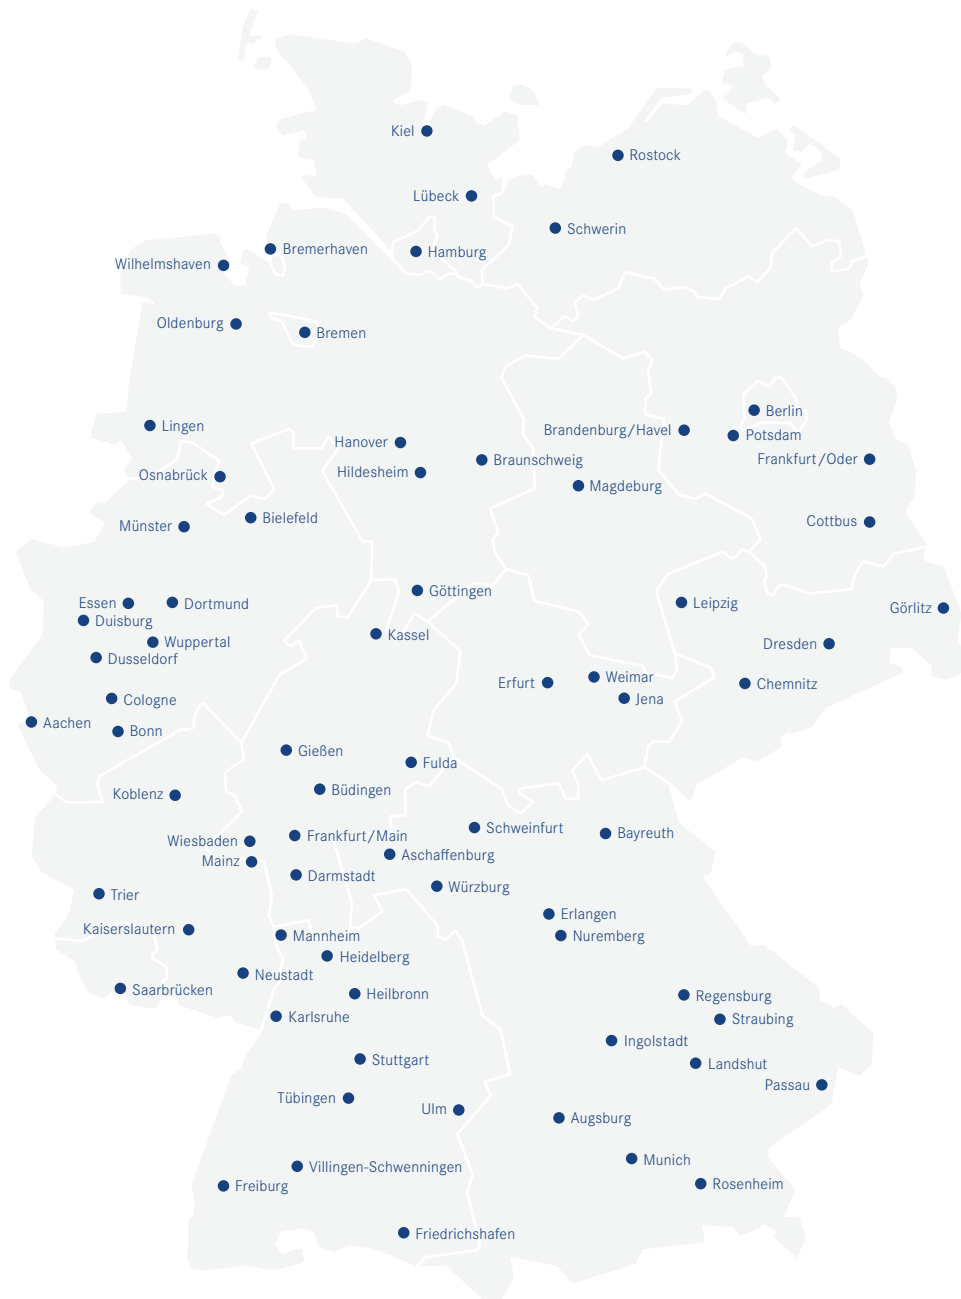 Kiel
Rostock
Lübeck
Schwerin
Bremerhaven
Hamburg
Wilhelmshaven
Oldenburg
Bremen
Berlin
Lingen
Brandenburg/Havel
Potsdam
Hanover
Braunschweig
Frankfurt/Oder
Hildesheim
Osnabrück
Magdeburg
Bielefeld
Cottbus
Münster
Göttingen
Essen
Dortmund
Leipzig
Görlitz
Duisburg
Kassel
Wuppertal
Dresden
Dusseldorf
Weimar
Erfurt
Chemnitz
Jena
Cologne
Aachen
Bonn
Gießen
Fulda
Büdingen
Koblenz
Schweinfurt
Bayreuth
Frankfurt/Main
Wiesbaden
Aschaffenburg
Mainz
Darmstadt
Würzburg
Trier
Erlangen
Kaiserslautern
Mannheim
Nuremberg
Heidelberg
Neustadt
Saarbrücken
Heilbronn
Regensburg
Karlsruhe
Straubing
Ingolstadt
Stuttgart
Landshut
Passau
Tübingen
Ulm
Augsburg
Munich
Villingen-Schwenningen
Rosenheim
Freiburg
Friedrichshafen